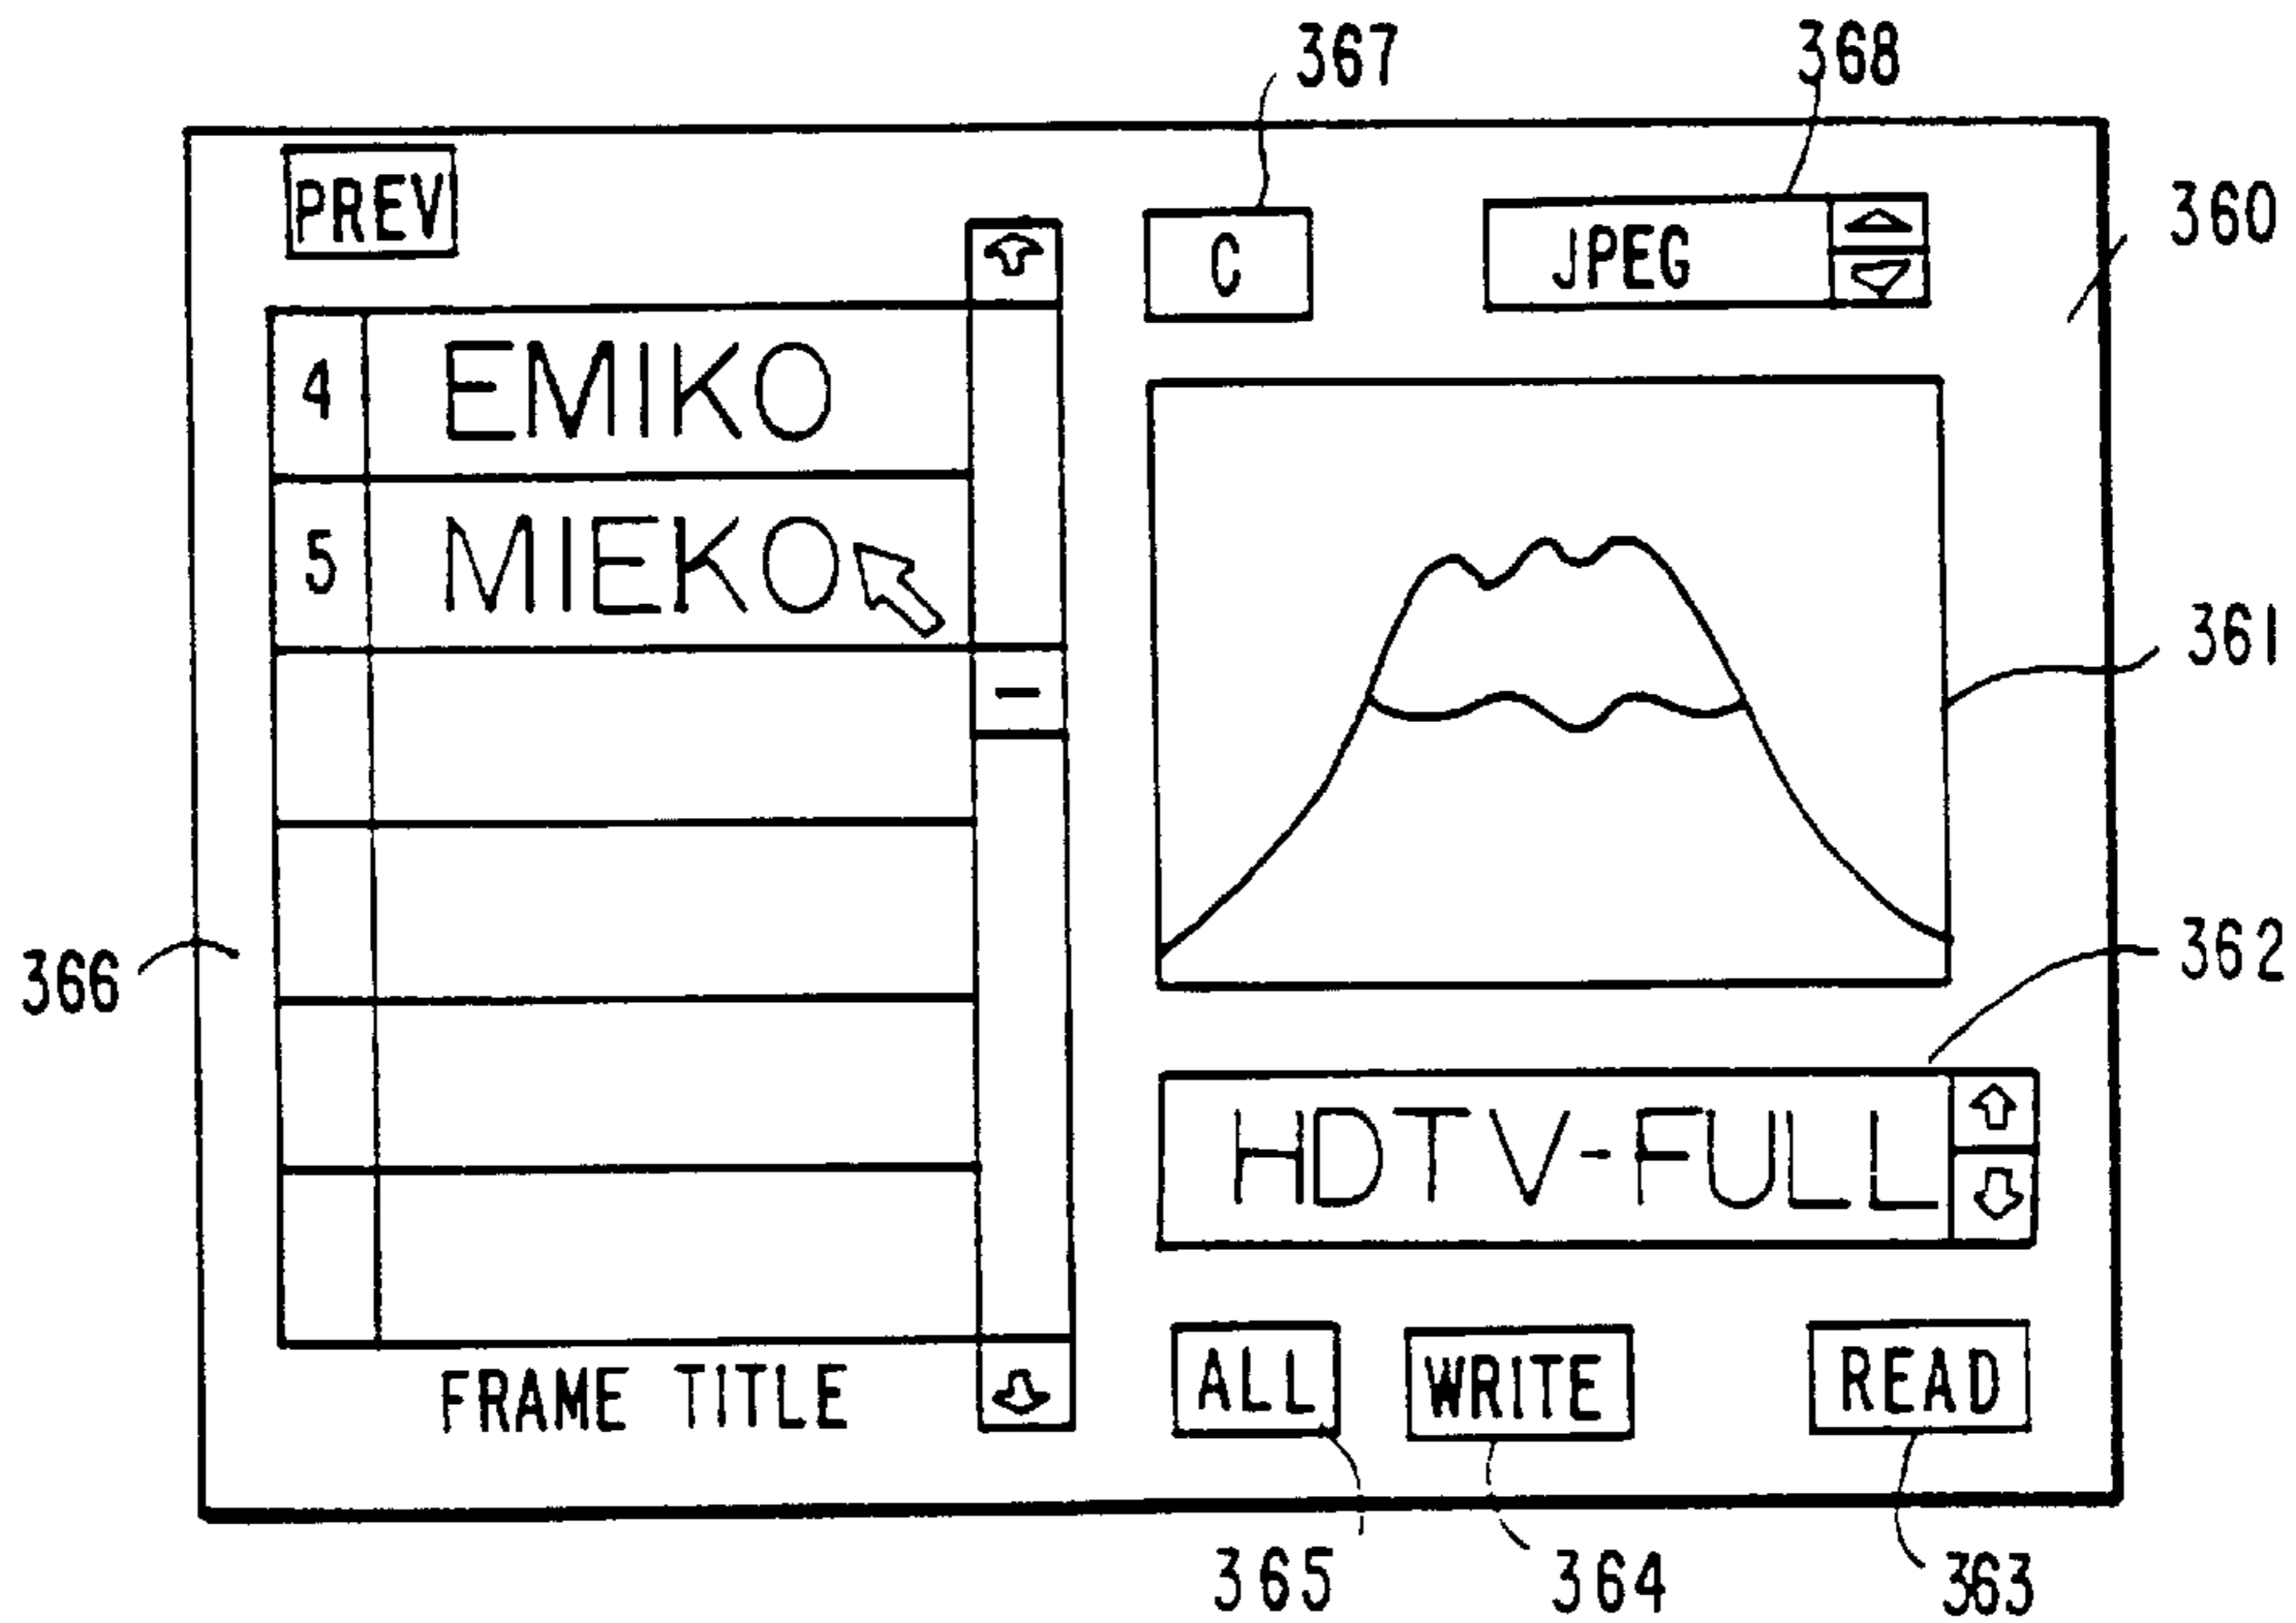 367
368
PREV
360
C
JPEG
4
EMIKO
5
MIEKO
361
362
366
HDTV-FULL
FRAME TITLE
ALL
WRITE
READ
365
364
363